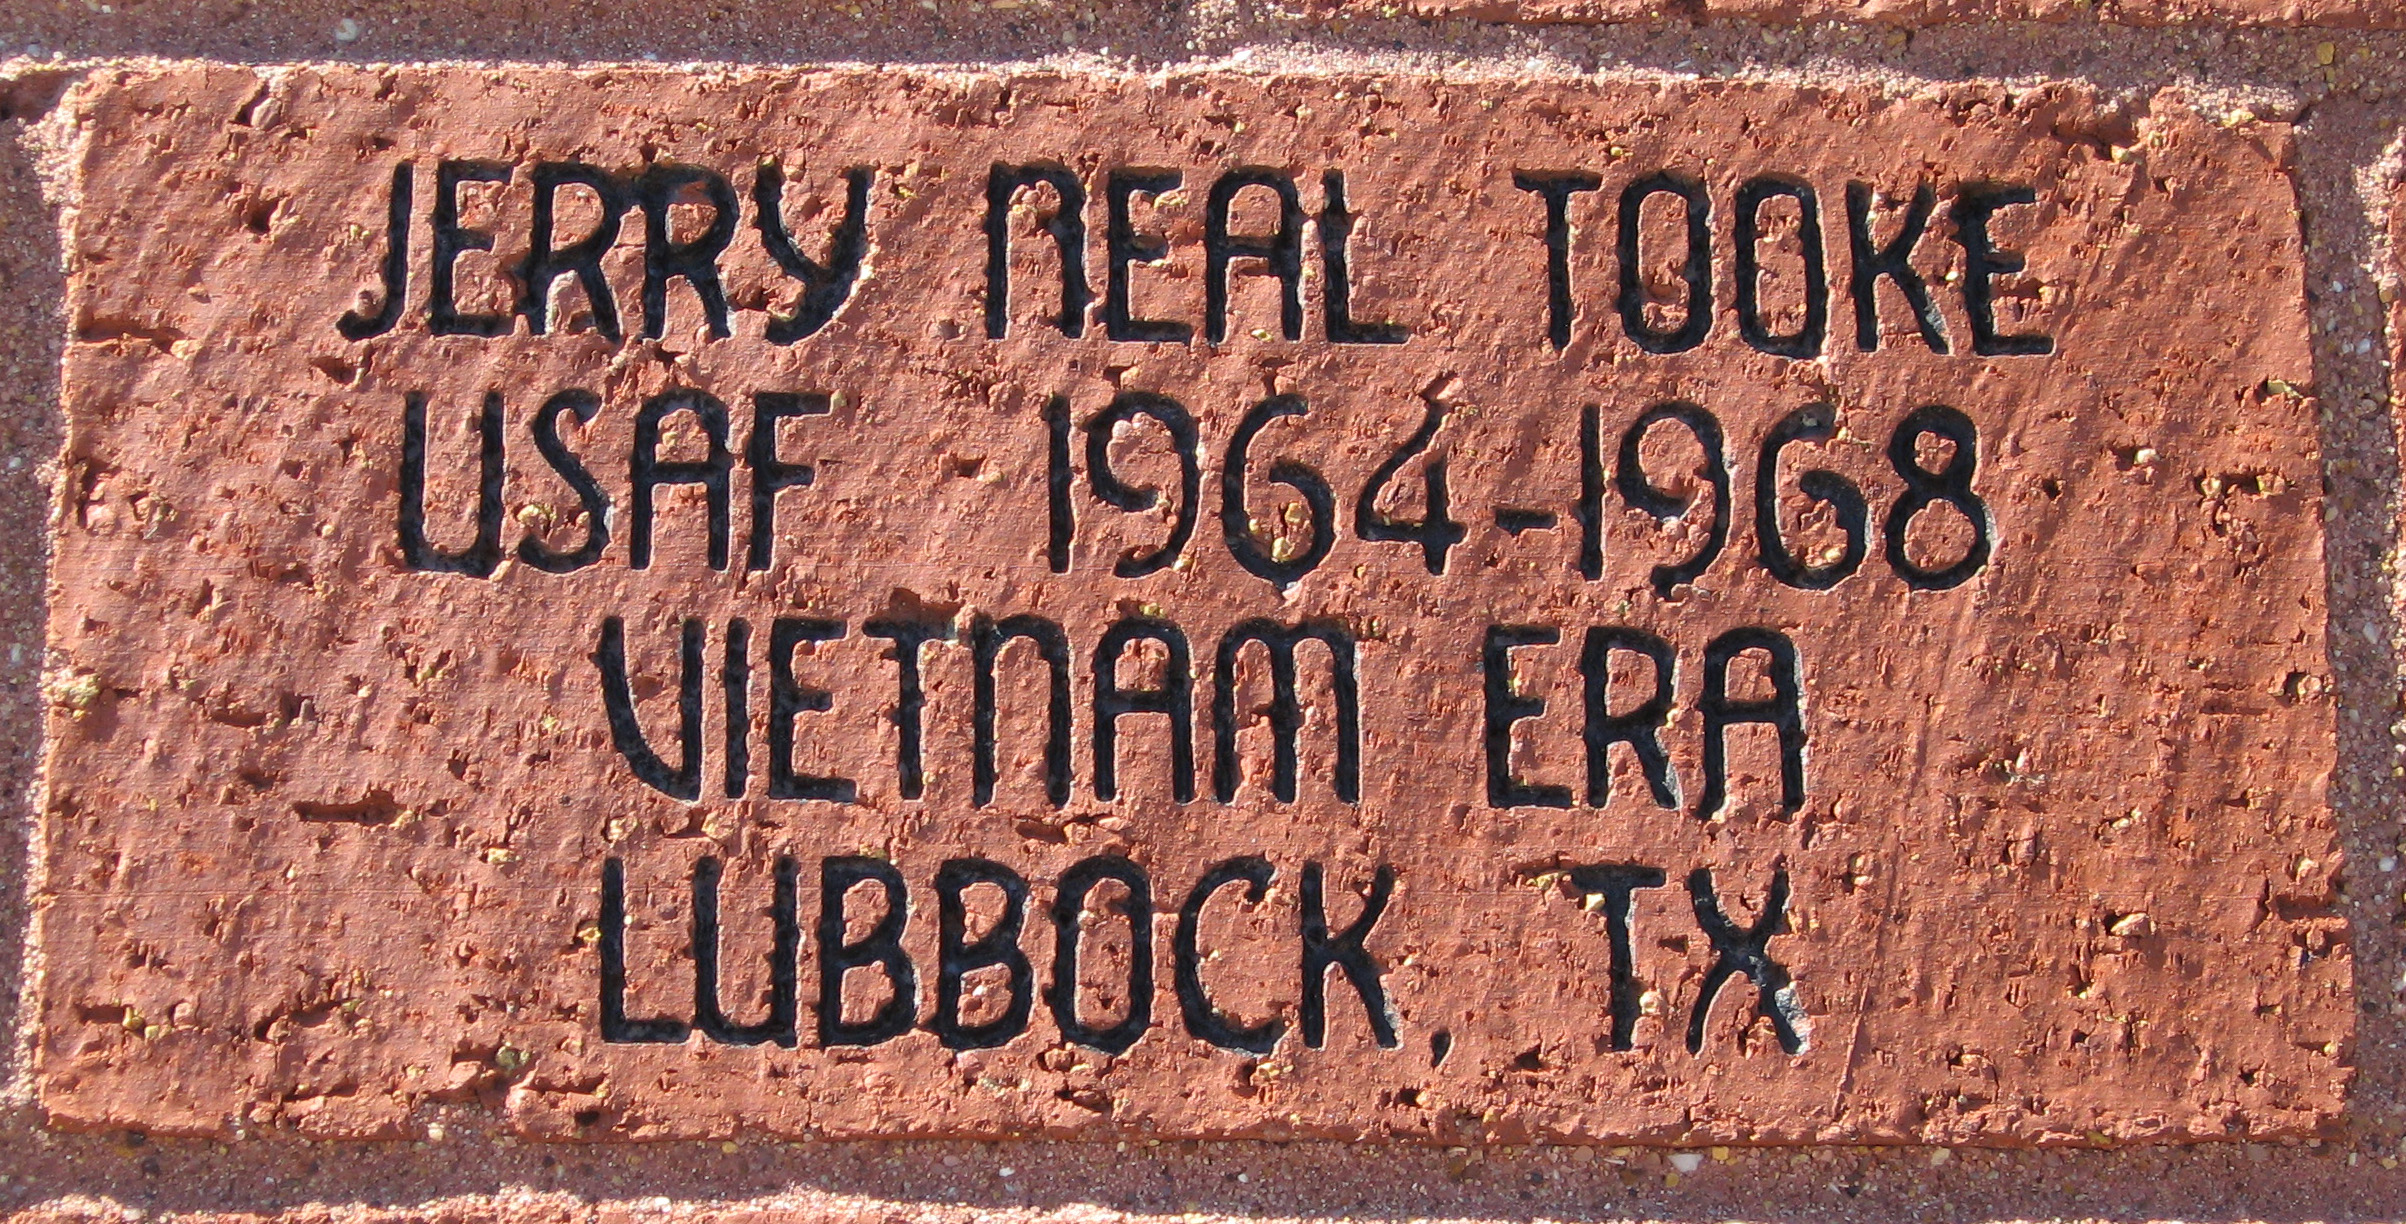 JERRY NEAL TOOKE
USAF 1964-1968
VIETNAM ERA
LUBBOCK, TX